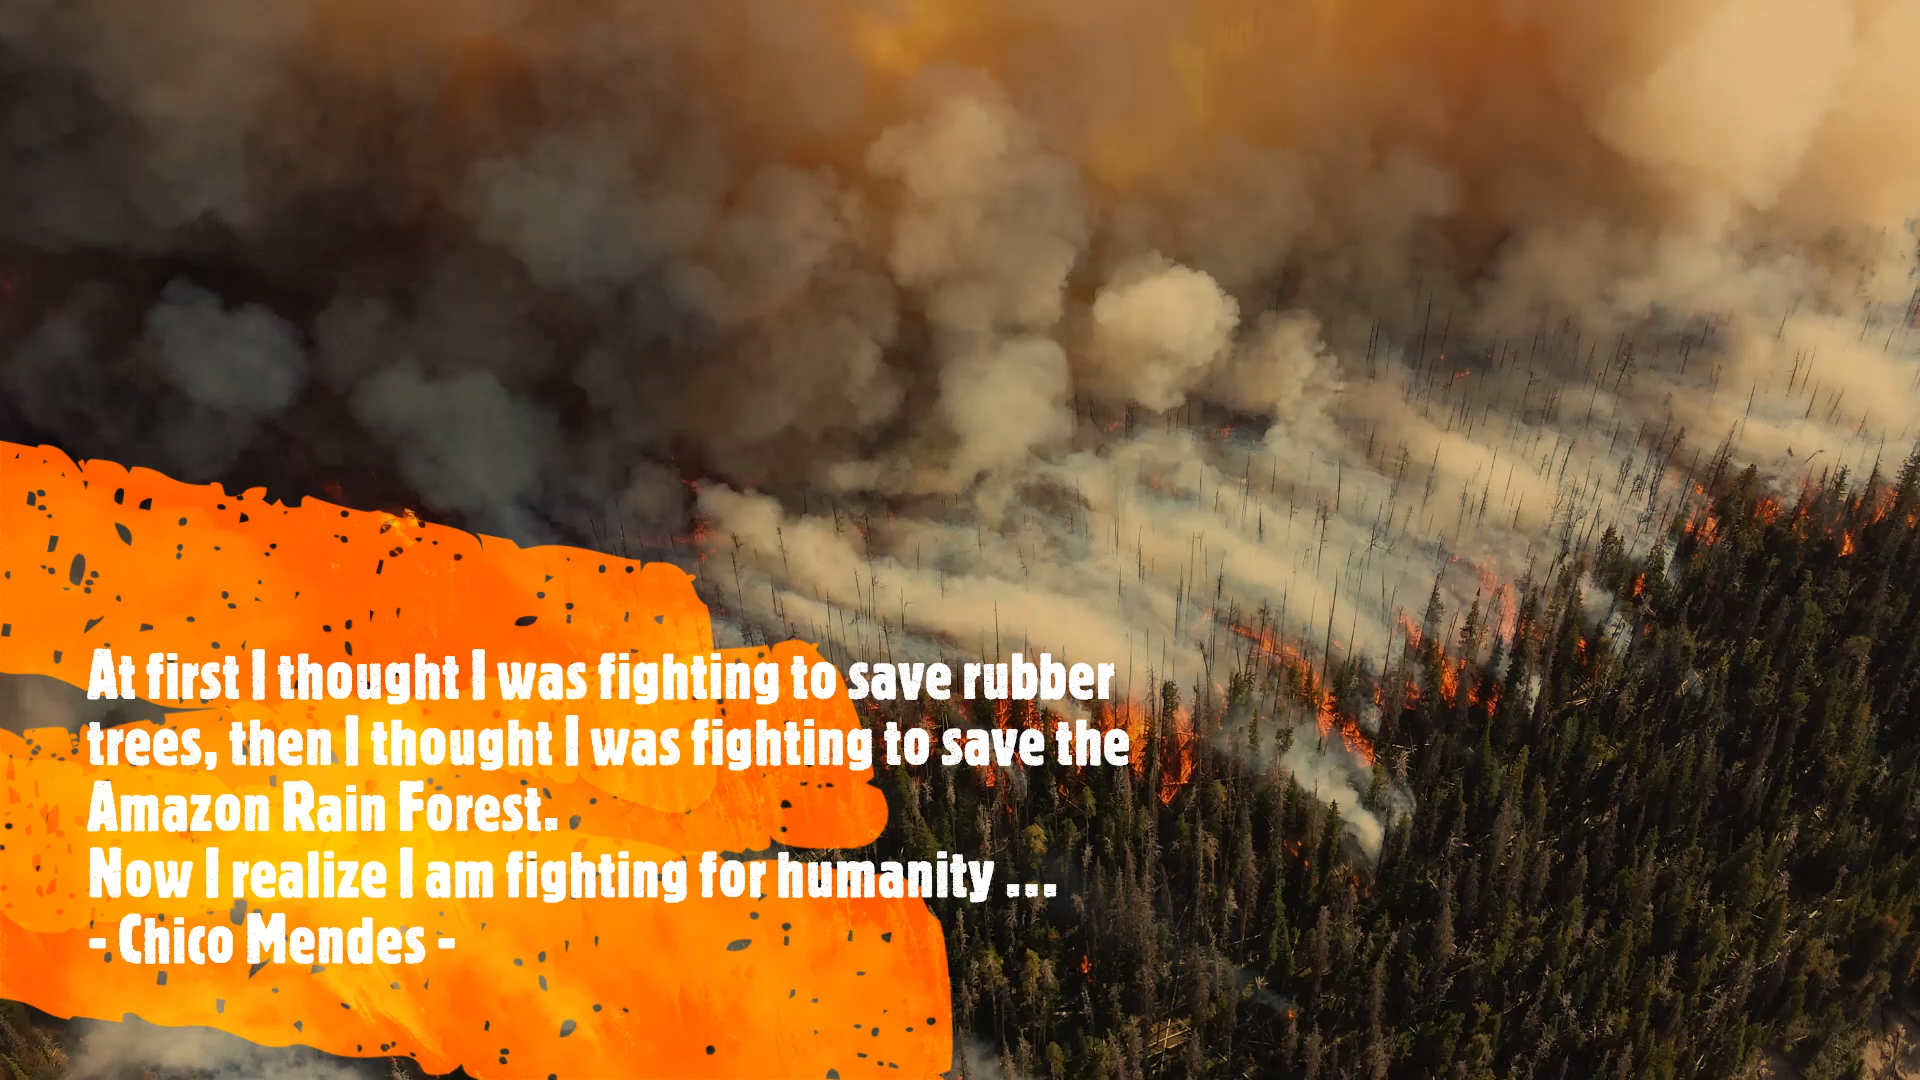 At first I thought I was fighting to save rubber
trees, then I thought I was fighting to save the
Amazon Rain Forest.
Now I realize I am fighting for humanity ...
- Chico Mendes -